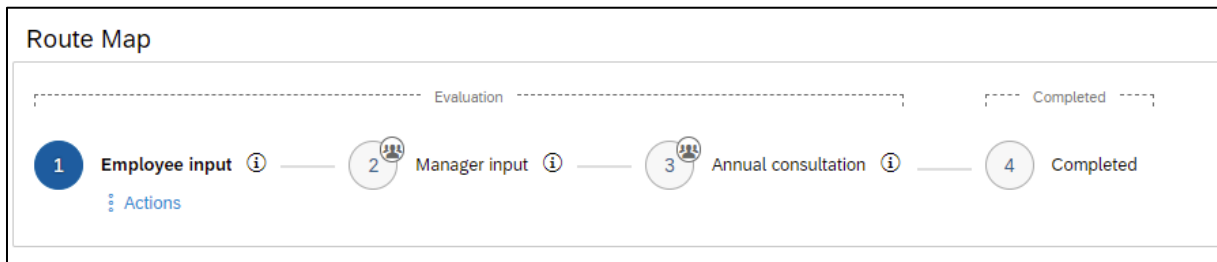 Route Map
Evaluation
Completed
1 Employee input i 2 Manager input i 3 Annual consultation i 4 Completed
Actions